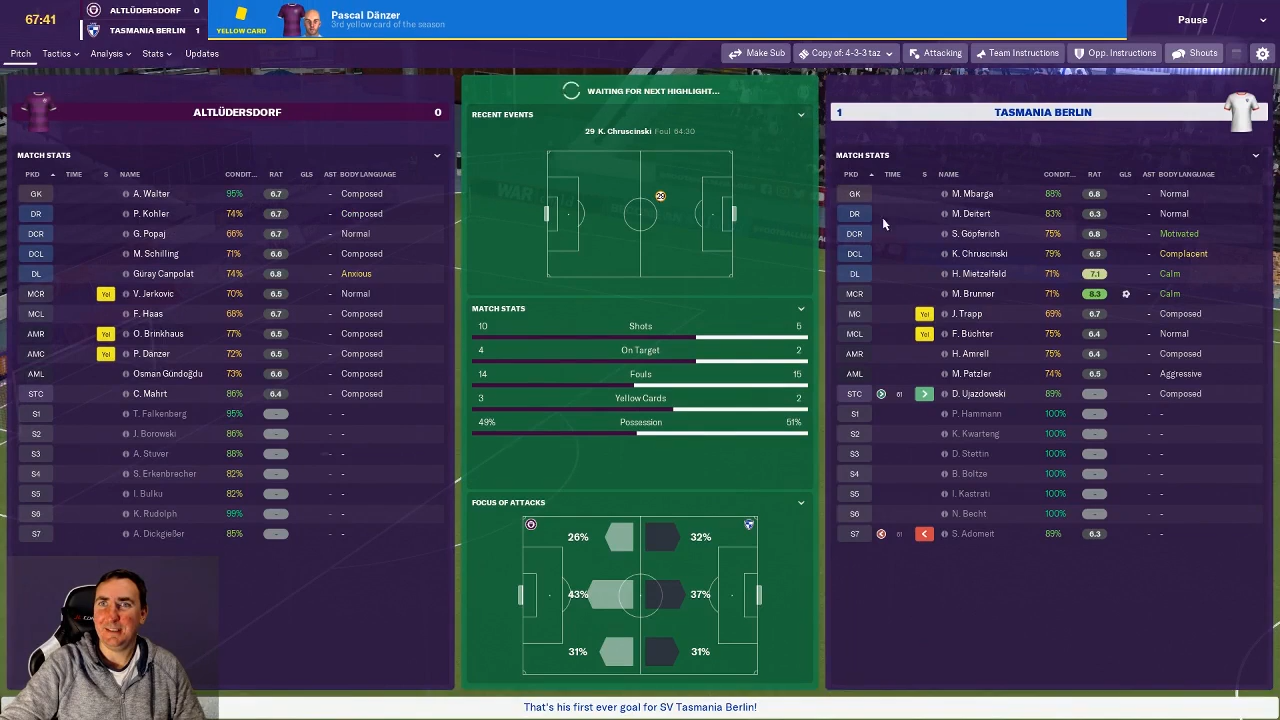 67:41
ALTLÜDERSDORF 0
TASMANIA BERLIN 1
YELLOW CARD
Pascal Dänzer
3rd yellow card of the season
Pause
Pitch Tactics Analysis Stats Updates
Make Sub Copy of: 4-3-3 taz Attacking Team Instructions Opp. Instructions Shouts
ALTLÜDERSDORF 0
MATCH STATS
PKD TIME S NAME CONDIT... RAT GLS AST BODY LANGUAGE
GK A. Walter 95% 6.7 - Composed
DR P. Kohler 74% 6.7 - Composed
DCR G. Popaj 66% 6.7 - Normal
DCL M. Schilling 71% 6.6 - Composed
DL Güray Canpolat 74% 6.8 - Anxious
MCR Yel V. Jerkovic 70% 6.5 - Normal
MCL F. Haas 68% 6.7 - Composed
AMR Yel O. Brinkhaus 77% 6.5 - Composed
AMC Yel P. Dänzer 72% 6.5 - Composed
AML Osman Gündoğdu 73% 6.6 - Composed
STC C. Mahrt 86% 6.4 - Composed
S1 T. Falkenberg 95% - - -
S2 J. Borowski 86% - - -
S3 A. Stuver 88% - - -
S4 S. Erkenbrecher 82% - - -
S5 I. Bulku 82% - - -
S6 K. Rudolph 99% - - -
S7 A. Dickgießer 85% - - -
WAITING FOR NEXT HIGHLIGHT...
RECENT EVENTS
29 K. Chruscinski Foul 64:30
29
MATCH STATS
10 Shots 5
4 On Target 2
14 Fouls 15
3 Yellow Cards 2
49% Possession 51%
FOCUS OF ATTACKS
26% 32%
43% 37%
31% 31%
1 TASMANIA BERLIN
MATCH STATS
PKD TIME S NAME CONDIT... RAT GLS AST BODY LANGUAGE
GK M. Mbarga 88% 6.8 - Normal
DR M. Deitert 83% 6.3 - Normal
DCR S. Göpferich 75% 6.8 - Motivated
DCL K. Chruscinski 79% 6.5 - Complacent
DL H. Mietzelfeld 71% 7.1 - Calm
MCR M. Brunner 71% 8.3 - Calm
MC Yel J. Trapp 69% 6.7 - Composed
MCL Yel F. Büchter 75% 6.4 - Normal
AMR H. Amrell 75% 6.4 - Composed
AML M. Patzler 74% 6.5 - Aggressive
STC 61 D. Ujazdowski 89% - - Composed
S1 P. Hammann 100% - - -
S2 K. Kwarteng 100% - - -
S3 D. Stettin 100% - - -
S4 B. Boltze 100% - - -
S5 I. Kastrati 100% - - -
S6 N. Becht 100% - - -
S7 61 S. Adomeit 89% 6.3 - -
That's his first ever goal for SV Tasmania Berlin!